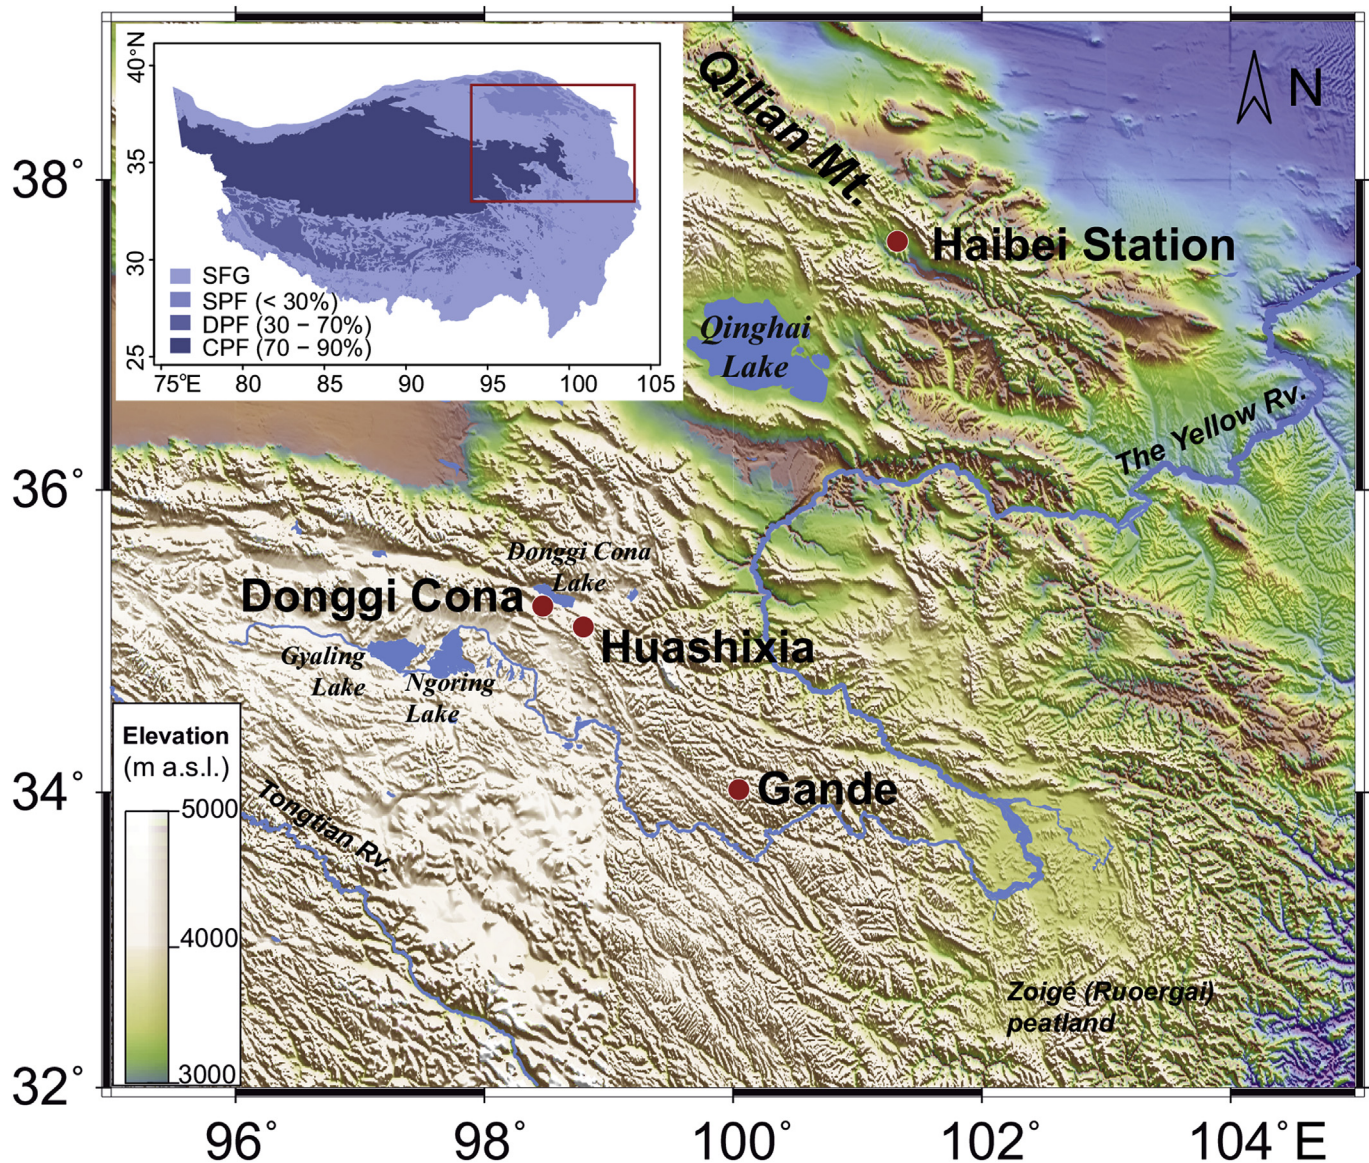 40°N
35
30
25
75°E
80
85
90
95
100
105
SFG
SPF (< 30%)
DPF (30 – 70%)
CPF (70 – 90%)
Qilian Mt.
N
38°
Haibei Station
Qinghai
Lake
The Yellow Rv.
36°
Donggi Cona
Lake
Donggi Cona
Huashixia
Gyaling
Lake
Ngoring
Lake
Elevation
(m a.s.l.)
5000
4000
3000
34°
Gande
Tongtian Rv.
Zoigé (Ruoergai)
peatland
32°
96°
98°
100°
102°
104°E